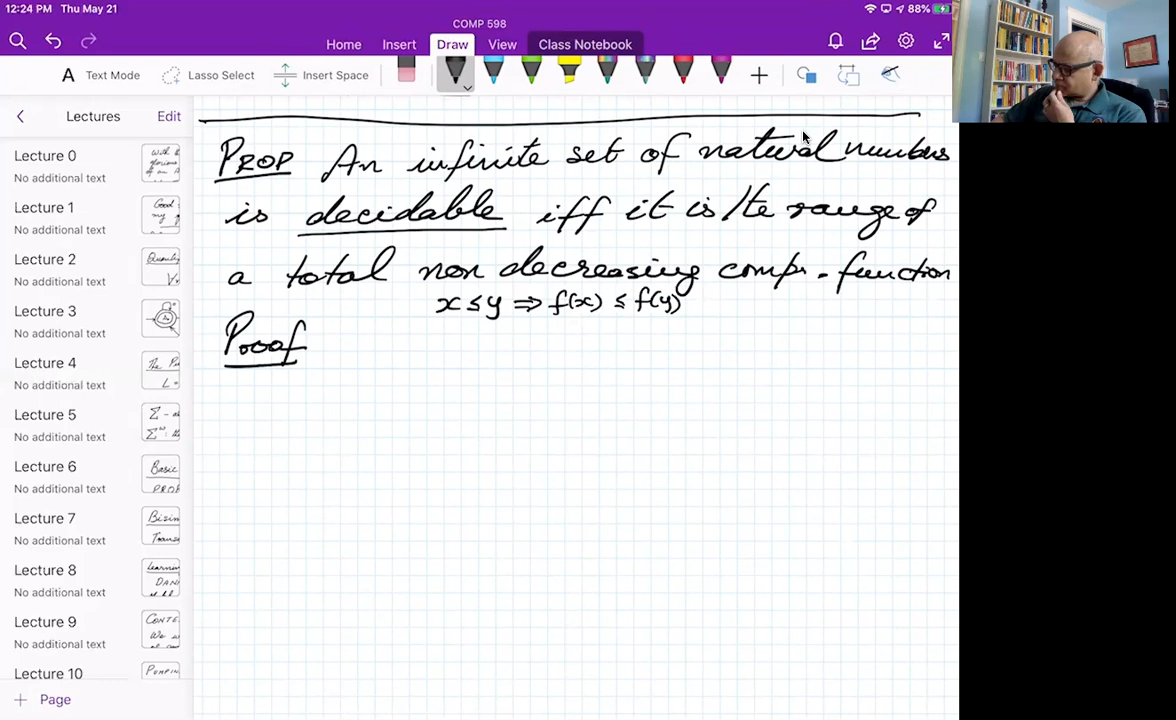 12:24 PM Thu May 21
88%
COMP 598
Home Insert Draw View Class Notebook
A Text Mode Lasso Select Insert Space
Lectures Edit
Lecture 0
No additional text
Lecture 1
No additional text
Lecture 2
No additional text
Lecture 3
No additional text
Lecture 4
No additional text
Lecture 5
No additional text
Lecture 6
No additional text
Lecture 7
No additional text
Lecture 8
No additional text
Lecture 9
No additional text
Lecture 10
+ Page
PROP An infinite set of natural numbers
is decidable iff it is the range of
a total non decreasing comp. function
x ≤ y ⇒ f(x) ≤ f(y)
Proof